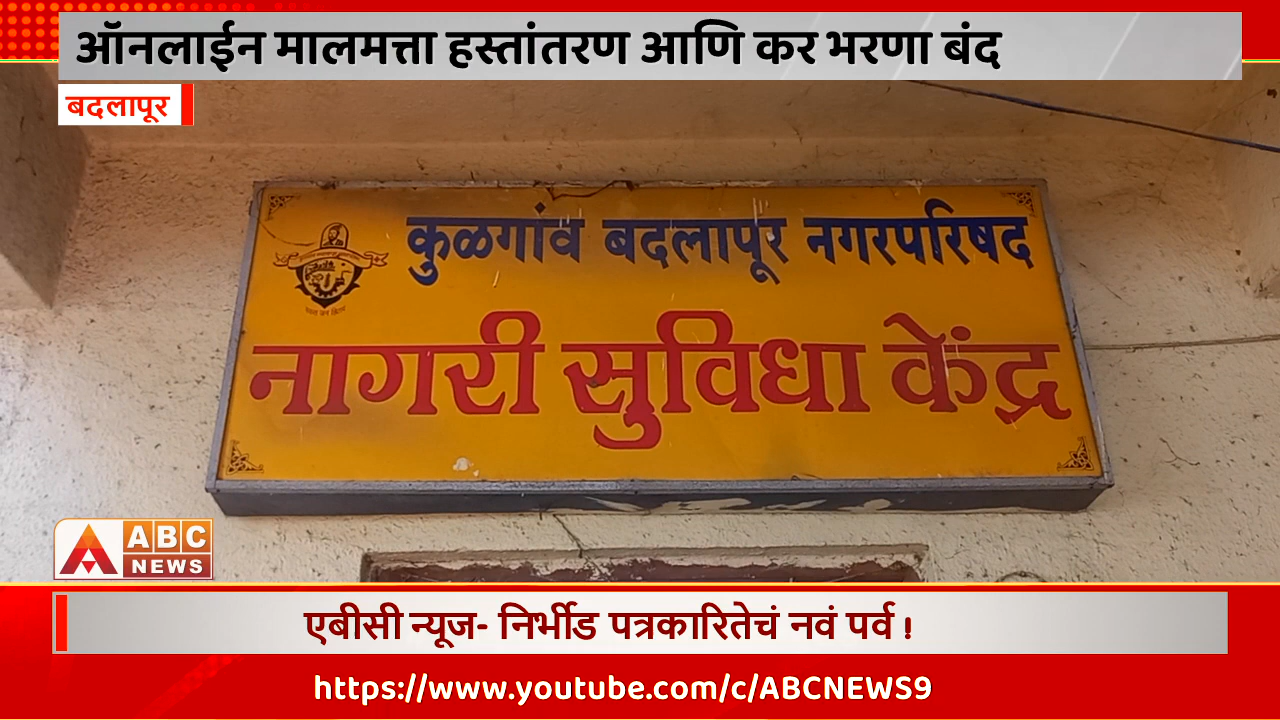 ऑनलाईन मालमत्ता हस्तांतरण आणि कर भरणा बंद
बदलापूर
कुळगांव बदलापूर नगरपरिषद
नागरी सुविधा केंद्र
ABC
NEWS
एबीसी न्यूज- निर्भीड पत्रकारितेचं नवं पर्व !
https://www.youtube.com/c/ABCNEWS9